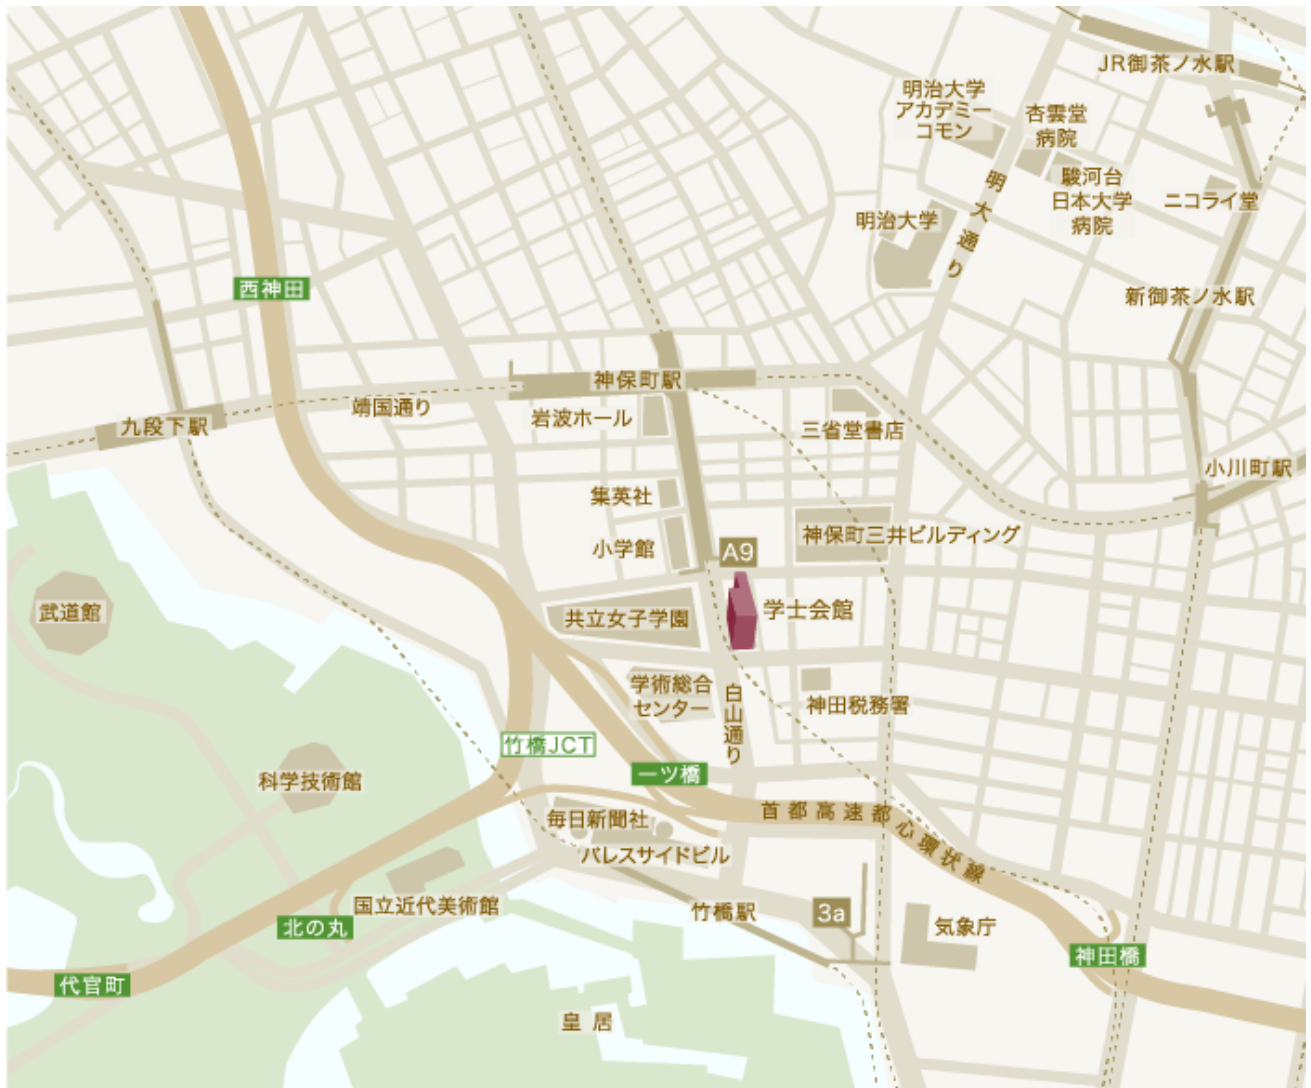 JR御茶ノ水駅
明治大学
アカデミー
コモン
杏雲堂
病院
駿河台
日本大学
病院
ニコライ堂
明治大学
明大通り
西神田
新御茶ノ水駅
神保町駅
靖国通り
九段下駅
岩波ホール
三省堂書店
小川町駅
集英社
神保町三井ビルディング
小学館
A9
武道館
共立女子学園
学士会館
学術総合
センター
白山通り
神田税務署
竹橋JCT
一ツ橋
科学技術館
毎日新聞社
首都高速都心環状線
パレスサイドビル
国立近代美術館
竹橋駅
3a
気象庁
北の丸
神田橋
代官町
皇居